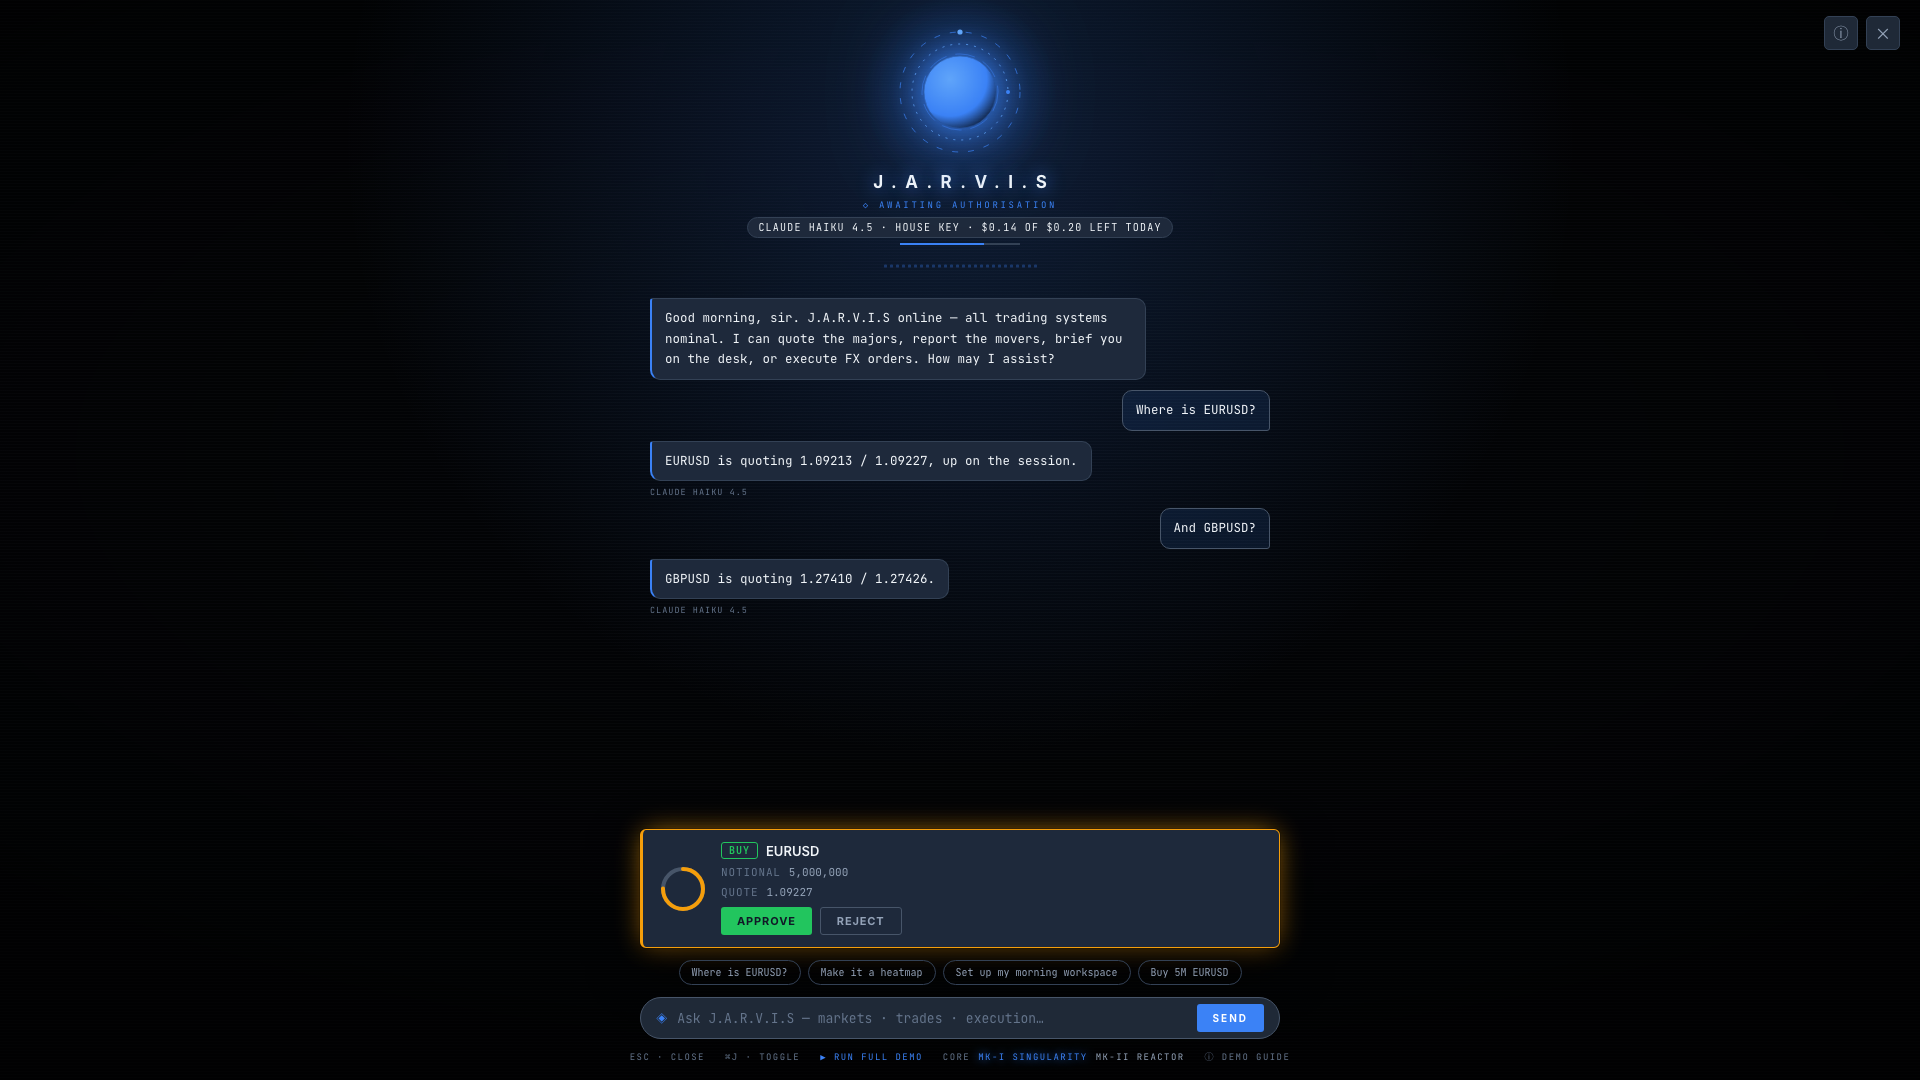 ⓘ ×
J.A.R.V.I.S
◇ AWAITING AUTHORISATION
CLAUDE HAIKU 4.5 · HOUSE KEY · $0.14 OF $0.20 LEFT TODAY
Good morning, sir. J.A.R.V.I.S online — all trading systems
nominal. I can quote the majors, report the movers, brief you
on the desk, or execute FX orders. How may I assist?
Where is EURUSD?
EURUSD is quoting 1.09213 / 1.09227, up on the session.
CLAUDE HAIKU 4.5
And GBPUSD?
GBPUSD is quoting 1.27410 / 1.27426.
CLAUDE HAIKU 4.5
BUY EURUSD
NOTIONAL 5,000,000
QUOTE 1.09227
APPROVE REJECT
Where is EURUSD? Make it a heatmap Set up my morning workspace Buy 5M EURUSD
◈ Ask J.A.R.V.I.S — markets · trades · execution… SEND
ESC · CLOSE ⌘J · TOGGLE ▶ RUN FULL DEMO CORE MK-I SINGULARITY MK-II REACTOR ⓘ DEMO GUIDE